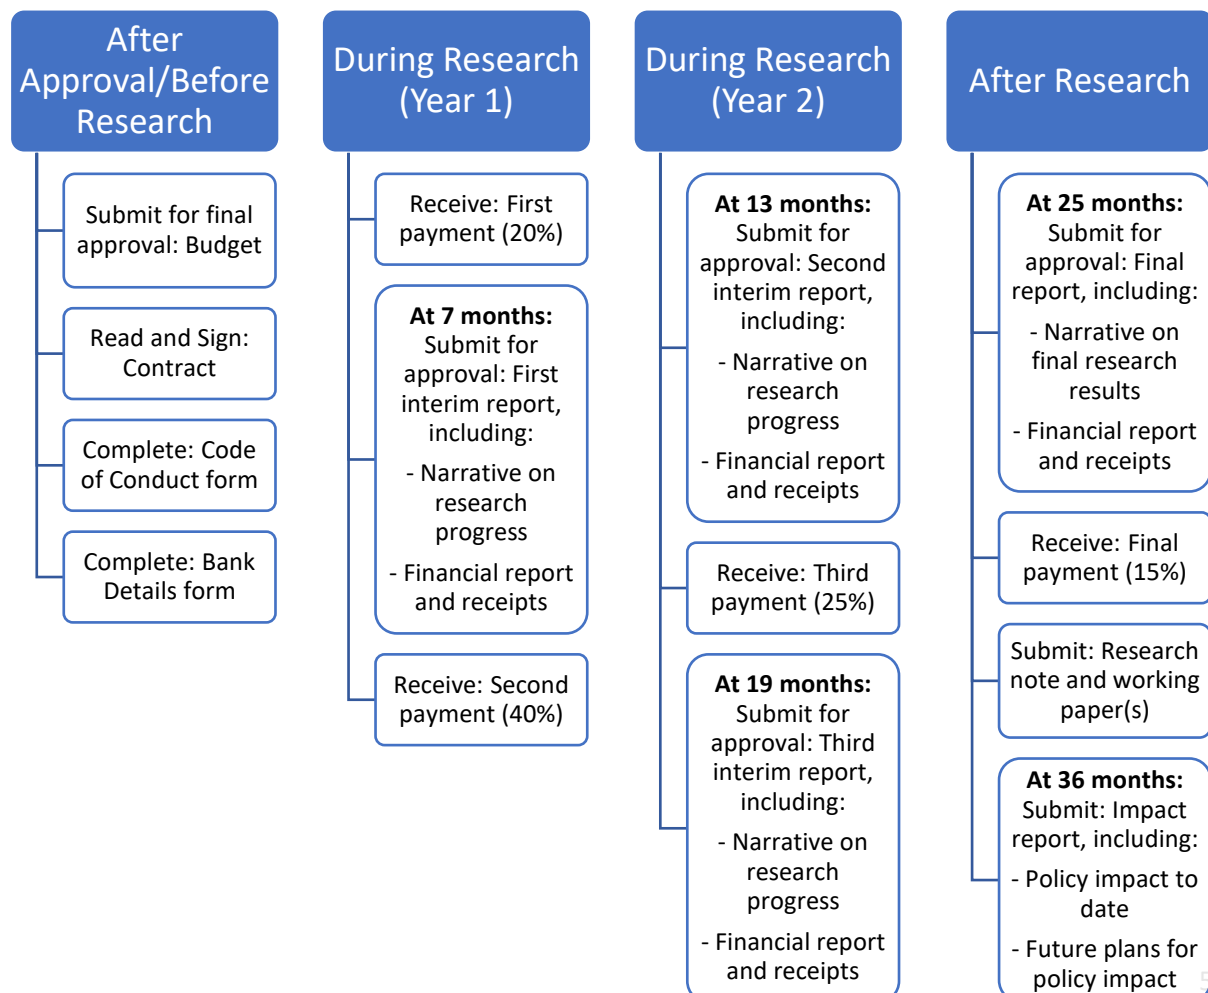 After
Approval/Before
Research
Submit for final
approval: Budget
Read and Sign:
Contract
Complete: Code
of Conduct form
Complete: Bank
Details form
During Research
(Year 1)
Receive: First
payment (20%)
At 7 months:
Submit for
approval: First
interim report,
including:
- Narrative on
research
progress
- Financial report
and receipts
Receive: Second
payment (40%)
During Research
(Year 2)
At 13 months:
Submit for
approval: Second
interim report,
including:
- Narrative on
research
progress
- Financial report
and receipts
Receive: Third
payment (25%)
At 19 months:
Submit for
approval: Third
interim report,
including:
- Narrative on
research
progress
- Financial report
and receipts
After Research
At 25 months:
Submit for
approval: Final
report, including:
- Narrative on
final research
results
- Financial report
and receipts
Receive: Final
payment (15%)
Submit: Research
note and working
paper(s)
At 36 months:
Submit: Impact
report, including:
- Policy impact to
date
- Future plans for
policy impact